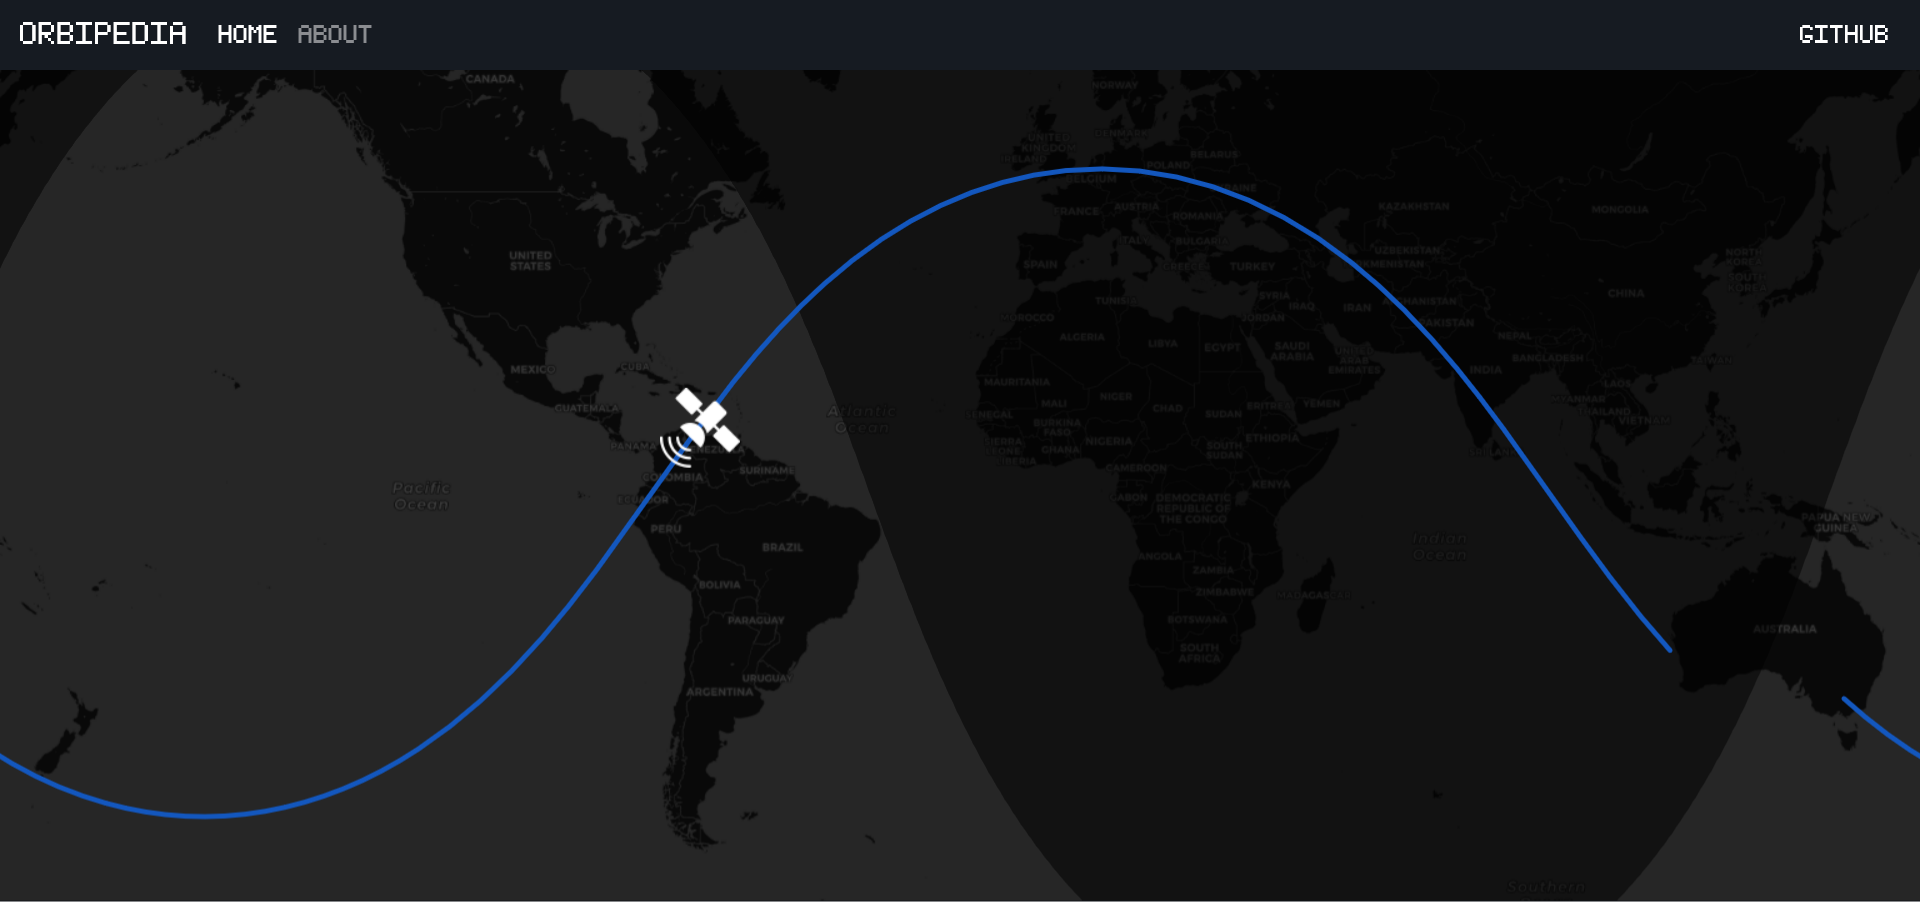 ORBIPEDIA HOME ABOUT GITHUB
CANADA
NORWAY
DENMARK
UNITED
KINGDOM
IRELAND
BELARUS
POLAND
BELGIUM
UKRAINE
FRANCE
AUSTRIA
ROMANIA
KAZAKHSTAN
MONGOLIA
ITALY
BULGARIA
UZBEKISTAN
UNITED
STATES
SPAIN
GREECE
TURKEY
TURKMENISTAN
NORTH
KOREA
SOUTH
KOREA
TUNISIA
SYRIA
IRAQ
IRAN
AFGHANISTAN
CHINA
MOROCCO
JORDAN
PAKISTAN
ALGERIA
LIBYA
EGYPT
SAUDI
ARABIA
UNITED
ARAB
EMIRATES
NEPAL
BANGLADESH
TAIWAN
MEXICO
CUBA
INDIA
MAURITANIA
MALI
NIGER
CHAD
SUDAN
ERITREA
YEMEN
LAOS
MYANMAR
THAILAND
VIETNAM
GUATEMALA
Atlantic
Ocean
SENEGAL
BURKINA
FASO
PANAMA
VENEZUELA
SIERRA
LEONE
LIBERIA
GHANA
NIGERIA
SOUTH
SUDAN
ETHIOPIA
SRI LANKA
COLOMBIA
SURINAME
CAMEROON
KENYA
Pacific
Ocean
ECUADOR
GABON
DEMOCRATIC
REPUBLIC OF
THE CONGO
PERU
BRAZIL
PAPUA NEW
GUINEA
Indian
Ocean
ANGOLA
ZAMBIA
BOLIVIA
ZIMBABWE
MADAGASCAR
PARAGUAY
BOTSWANA
AUSTRALIA
SOUTH
AFRICA
URUGUAY
ARGENTINA
Southern